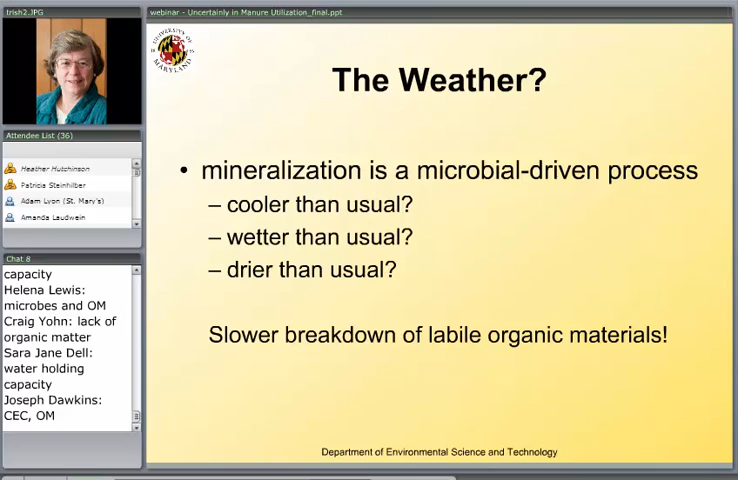 trish2.JPG
webinar - Uncertainly in Manure Utilization_final.ppt
UNIVERSITY OF
MARYLAND
The Weather?
• mineralization is a microbial-driven process
– cooler than usual?
– wetter than usual?
– drier than usual?
Slower breakdown of labile organic materials!
Department of Environmental Science and Technology
Attendee List (36)
Heather Hutchinson
Patricia Steinhilber
Adam Lyon (St. Mary's)
Amanda Laudwein
Chat 8
capacity
Helena Lewis:
microbes and OM
Craig Yohn: lack of
organic matter
Sara Jane Dell:
water holding
capacity
Joseph Dawkins:
CEC, OM